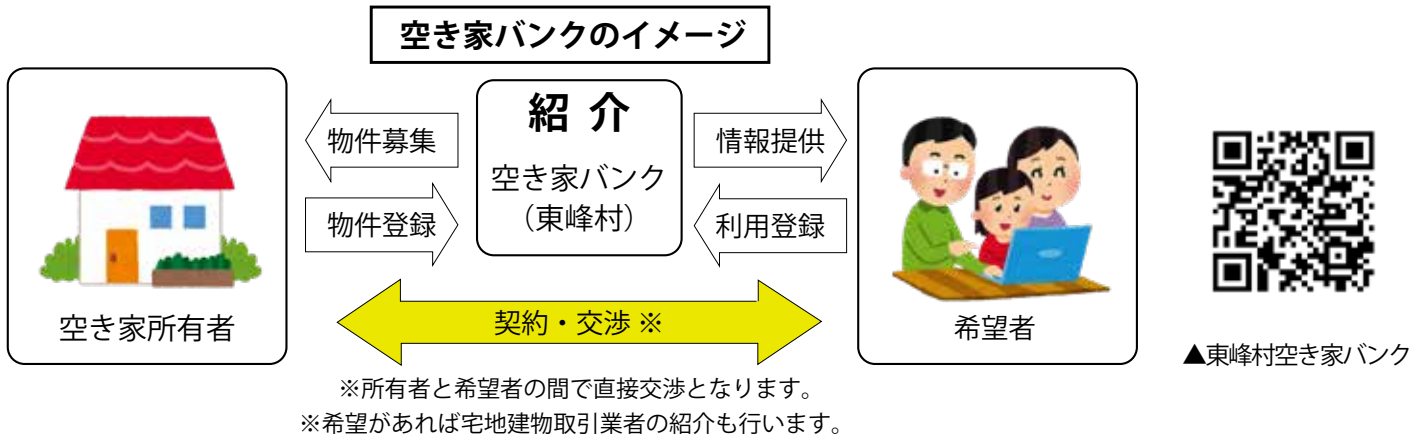 空き家バンクのイメージ
空き家所有者
物件募集
物件登録
紹 介
空き家バンク
（東峰村）
情報提供
利用登録
希望者
契約・交渉 ※
※所有者と希望者の間で直接交渉となります。
※希望があれば宅地建物取引業者の紹介も行います。
▲東峰村空き家バンク